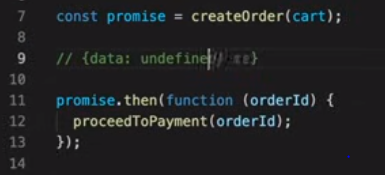 7 const promise = createOrder(cart);
8
9 // {data: undefine }
10
11 promise.then(function (orderId) {
12 proceedToPayment(orderId);
13 });
14